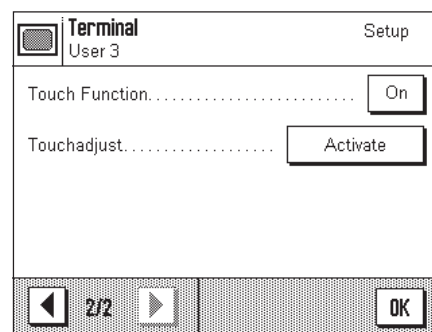 Terminal Setup
User 3
Touch Function.......................... On
Touchadjust................... Activate
2/2 OK